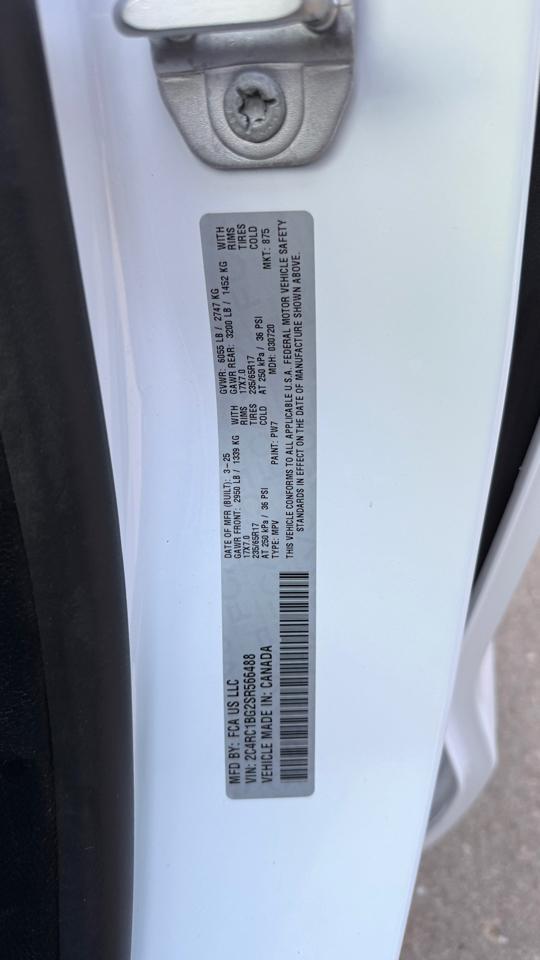 MFD BY: FCA US LLC
VIN: 2C4RC1BG2SR566488
VEHICLE MADE IN: CANADA
DATE OF MFR (BUILT): 3-25 GVWR: 6055 LB / 2747 KG
GAWR FRONT: 2950 LB / 1339 KG WITH GAWR REAR: 3200 LB / 1452 KG WITH
17X7.0 RIMS 17X7.0 RIMS
235/65R17 TIRES 235/65R17 TIRES
AT 250 kPa / 36 PSI COLD AT 250 kPa / 36 PSI COLD
TYPE: MPV PAINT: PW7 MDH: 030720 MKT: 875
THIS VEHICLE CONFORMS TO ALL APPLICABLE U.S.A. FEDERAL MOTOR VEHICLE SAFETY
STANDARDS IN EFFECT ON THE DATE OF MANUFACTURE SHOWN ABOVE.